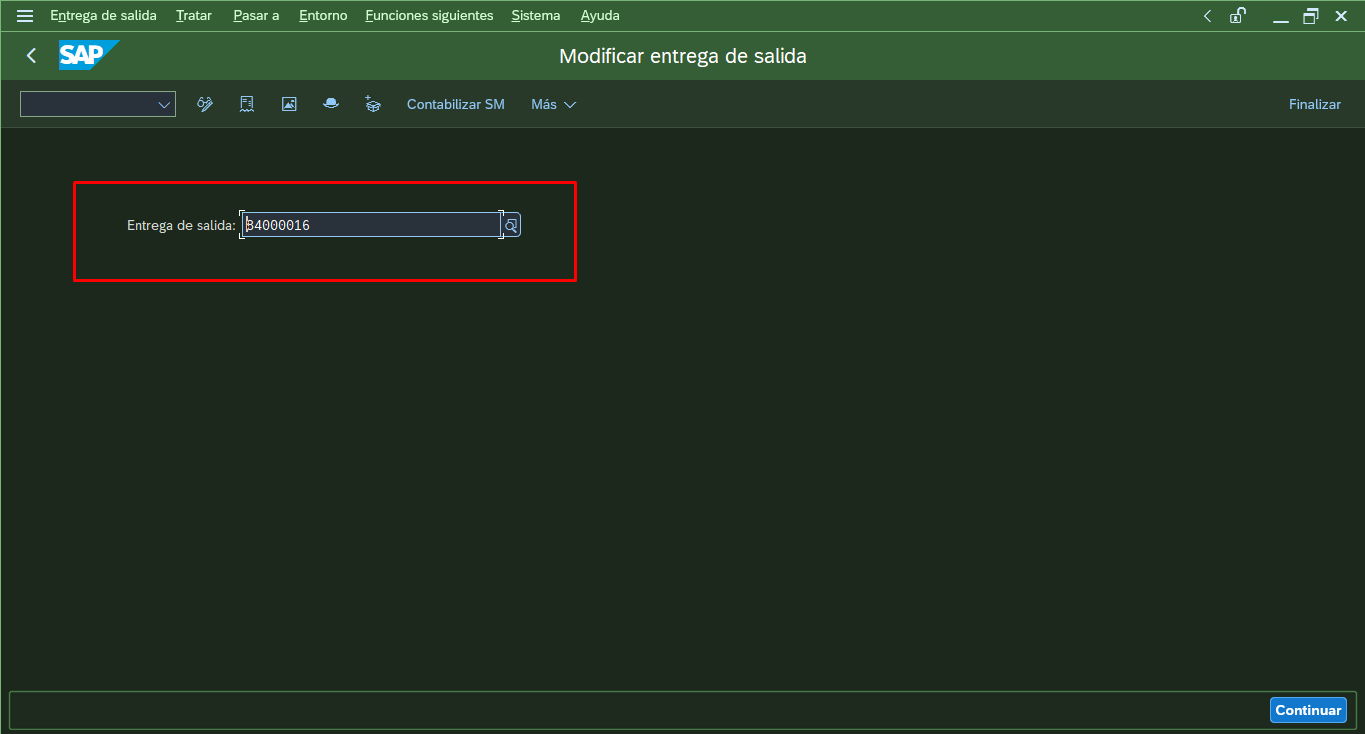 Entrega de salida Tratar Pasar a Entorno Funciones siguientes Sistema Ayuda
SAP Modificar entrega de salida
Contabilizar SM Más Finalizar
Entrega de salida: 84000016
Continuar